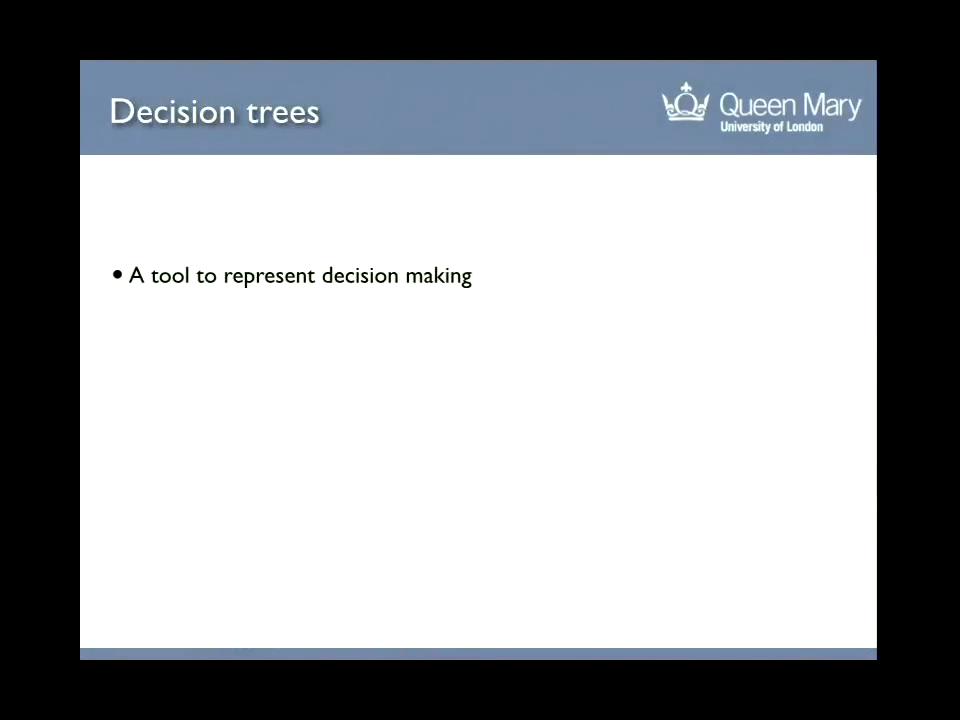 Decision trees
Queen Mary
University of London
• A tool to represent decision making